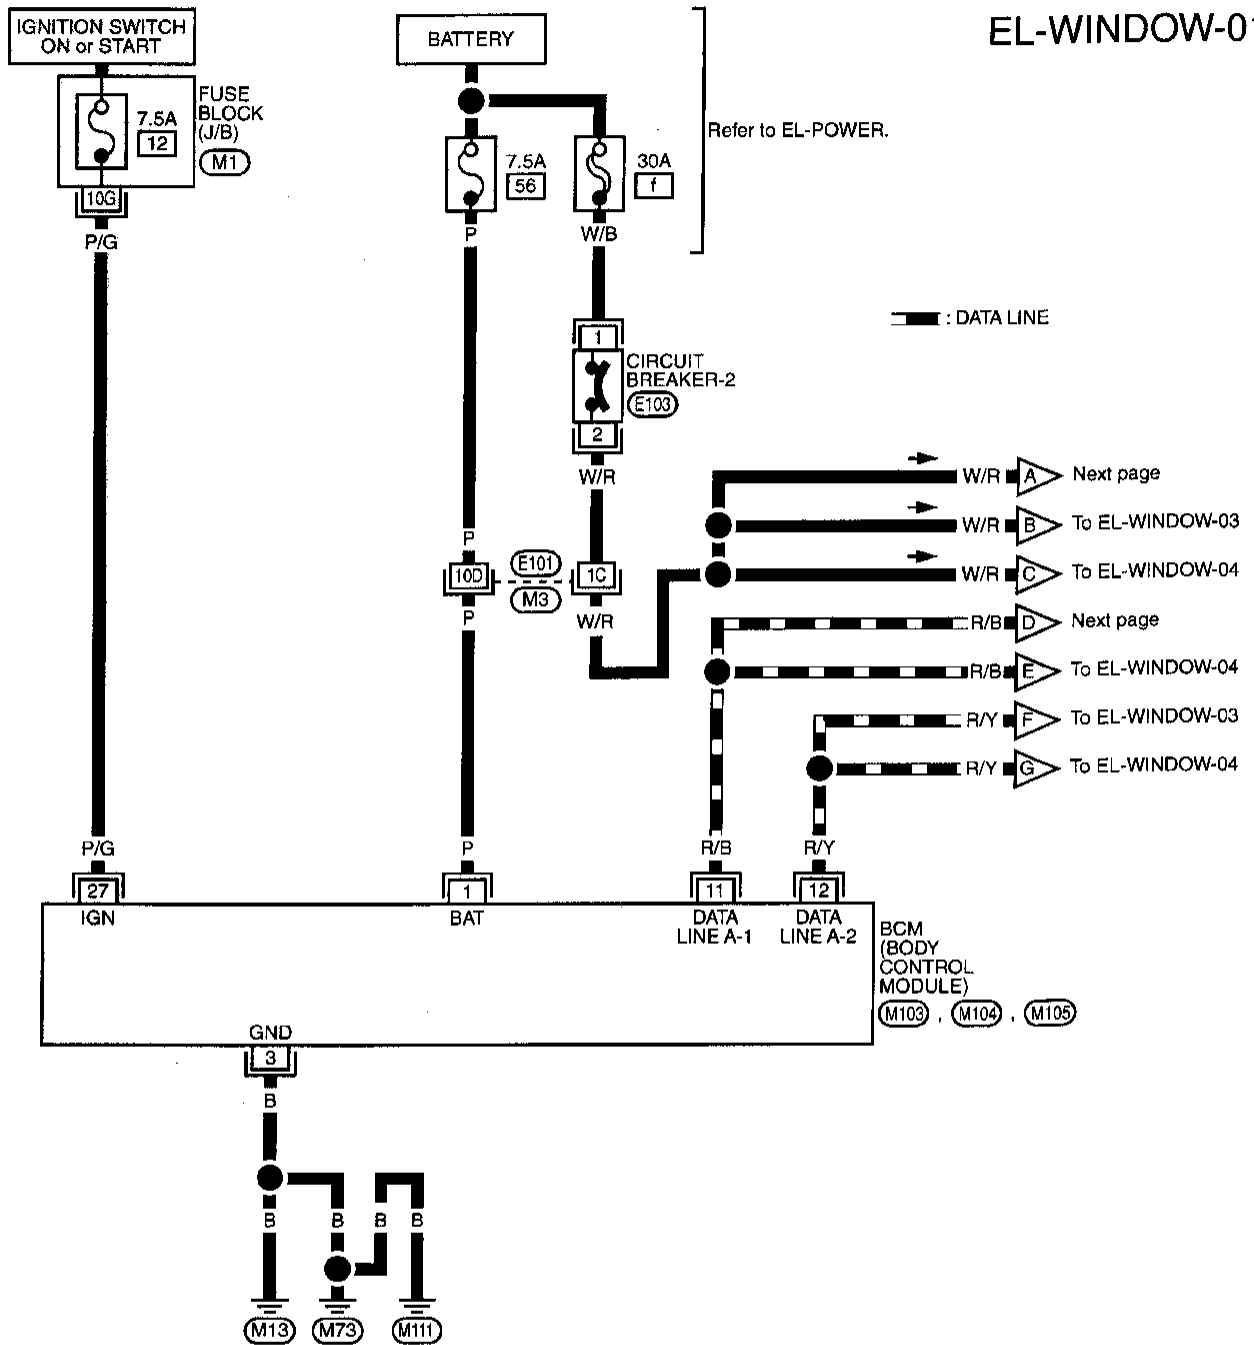 EL-WINDOW-01
IGNITION SWITCH
ON or START
BATTERY
FUSE
BLOCK
(J/B)
M1
7.5A
12
10G
P/G
7.5A
56
30A
f
Refer to EL-POWER.
P
W/B
: DATA LINE
1
CIRCUIT
BREAKER-2
E103
2
W/R
W/R A Next page
W/R B To EL-WINDOW-03
P
10D
E101
M3
1C
W/R C To EL-WINDOW-04
P
W/R
R/B D Next page
R/B E To EL-WINDOW-04
R/Y F To EL-WINDOW-03
R/Y G To EL-WINDOW-04
P/G
P
R/B
R/Y
27
1
11
12
IGN
BAT
DATA
LINE A-1
DATA
LINE A-2
BCM
(BODY
CONTROL
MODULE)
M103 , M104 , M105
GND
3
B
B
B
B
B
M13
M73
M111